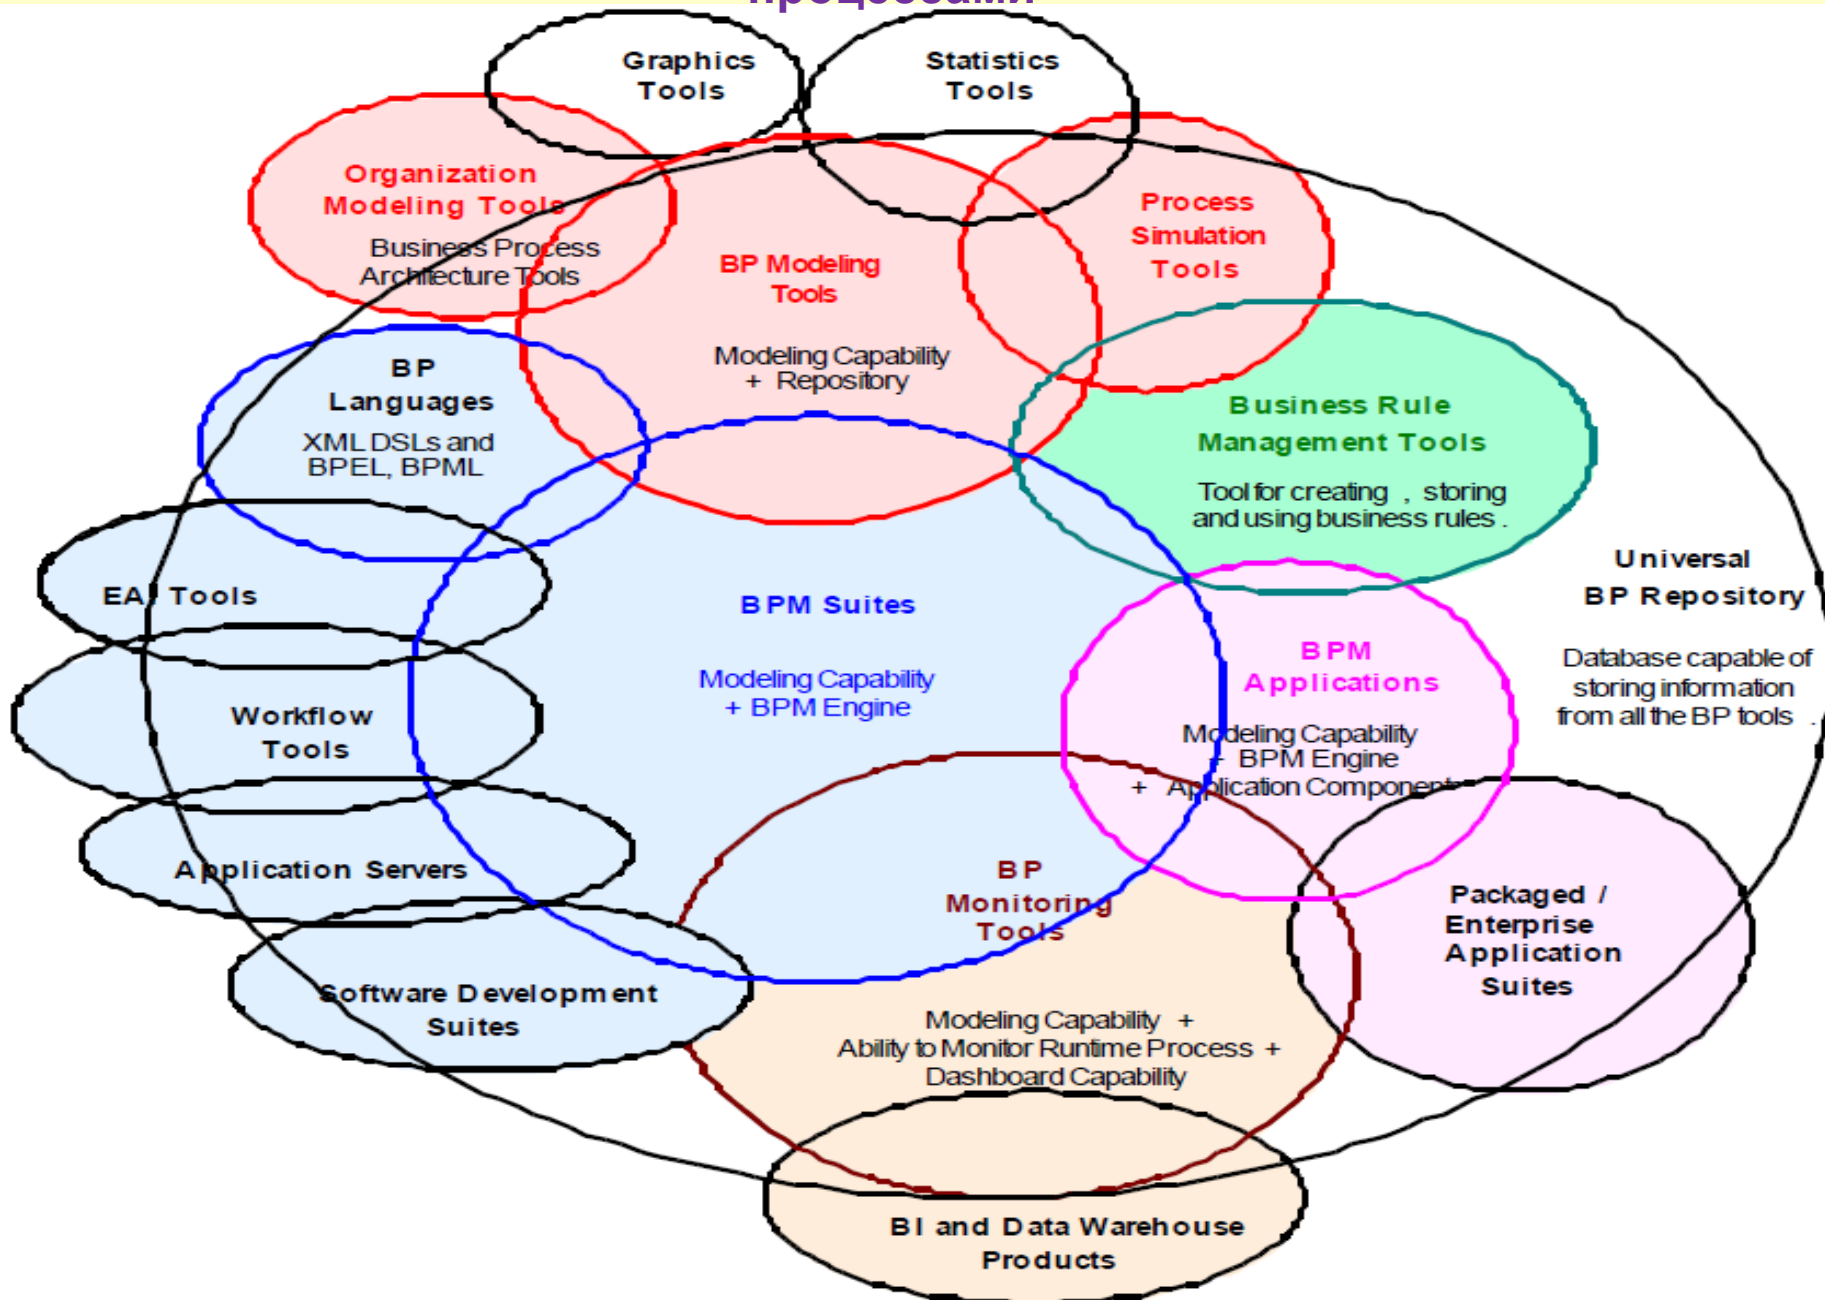 процессами
Graphics
Tools
Statistics
Tools
Organization
Modeling Tools
Business Process
Architecture Tools
BP Modeling
Tools
Modeling Capability
+ Repository
Process
Simulation
Tools
BP
Languages
XML DSLs and
BPEL, BPML
Business Rule
Management Tools
Tool for creating , storing
and using business rules .
EAI Tools
BPM Suites
Modeling Capability
+ BPM Engine
Universal
BP Repository
Database capable of
storing information
from all the BP tools .
BPM
Applications
Modeling Capability
+ BPM Engine
+ Application Components
Workflow
Tools
Application Servers
BP
Monitoring
Tools
Packaged /
Enterprise
Application
Suites
Software Development
Suites
Modeling Capability +
Ability to Monitor Runtime Process +
Dashboard Capability
BI and Data Warehouse
Products